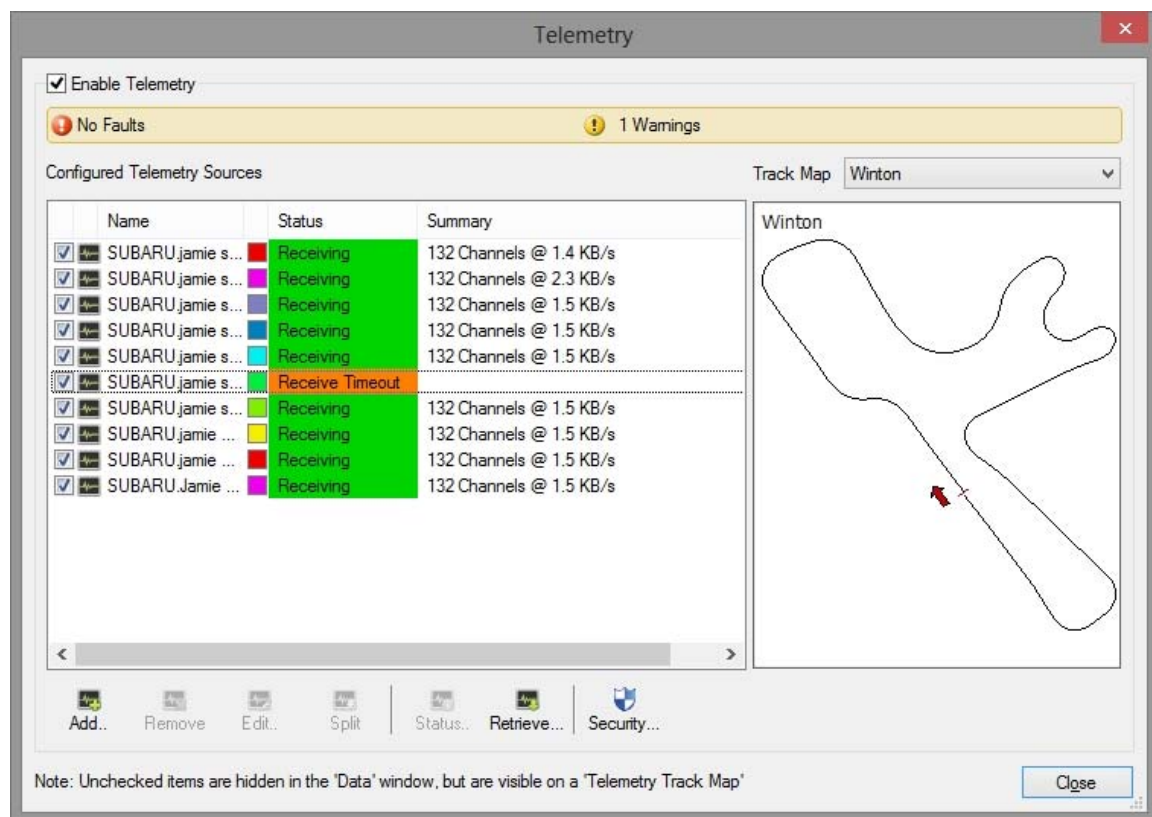 Telemetry
Enable Telemetry
No Faults 1 Warnings
Configured Telemetry Sources
Track Map Winton
Name Status Summary
SUBARU.jamie s... Receiving 132 Channels @ 1.4 KB/s
SUBARU.jamie s... Receiving 132 Channels @ 2.3 KB/s
SUBARU.jamie s... Receiving 132 Channels @ 1.5 KB/s
SUBARU.jamie s... Receiving 132 Channels @ 1.5 KB/s
SUBARU.jamie s... Receiving 132 Channels @ 1.5 KB/s
SUBARU.jamie s... Receive Timeout
SUBARU.jamie s... Receiving 132 Channels @ 1.5 KB/s
SUBARU.jamie ... Receiving 132 Channels @ 1.5 KB/s
SUBARU.jamie ... Receiving 132 Channels @ 1.5 KB/s
SUBARU.Jamie ... Receiving 132 Channels @ 1.5 KB/s
Winton
Add.. Remove Edit.. Split Status.. Retrieve... Security...
Note: Unchecked items are hidden in the 'Data' window, but are visible on a 'Telemetry Track Map'
Close